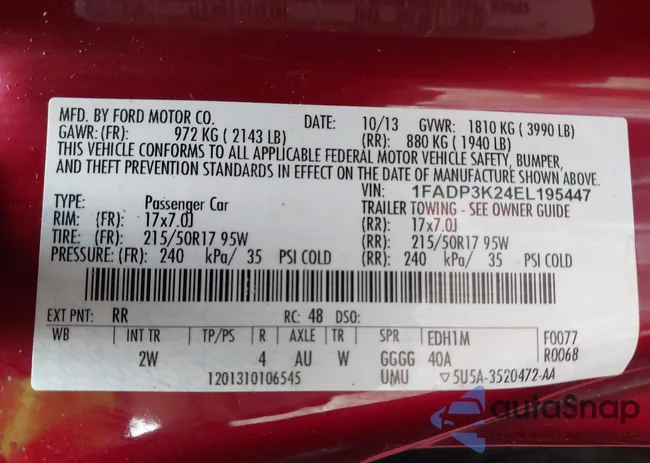 MFD. BY FORD MOTOR CO. DATE: 10/13 GVWR: 1810 KG ( 3990 LB)
GAWR: (FR): 972 KG ( 2143 LB) (RR): 880 KG ( 1940 LB)
THIS VEHICLE CONFORMS TO ALL APPLICABLE FEDERAL MOTOR VEHICLE SAFETY, BUMPER,
AND THEFT PREVENTION STANDARDS IN EFFECT ON THE DATE OF MANUFACTURE SHOWN ABOVE.
VIN: 1FADP3K24EL195447
TYPE: Passenger Car TRAILER TOWING - SEE OWNER GUIDE
RIM: (FR): 17x7.0J (RR): 17x7.0J
TIRE: (FR): 215/50R17 95W (RR): 215/50R17 95W
PRESSURE: (FR): 240 kPa/ 35 PSI COLD (RR): 240 kPa/ 35 PSI COLD
EXT PNT: RR RC: 48 DSO:
WB INT TR TP/PS R AXLE TR SPR EDH1M F0077
2W 4 AU W GGGG 40A R0068
1201310106545 UMU ▽5U5A-3520472-AA
autoSnap